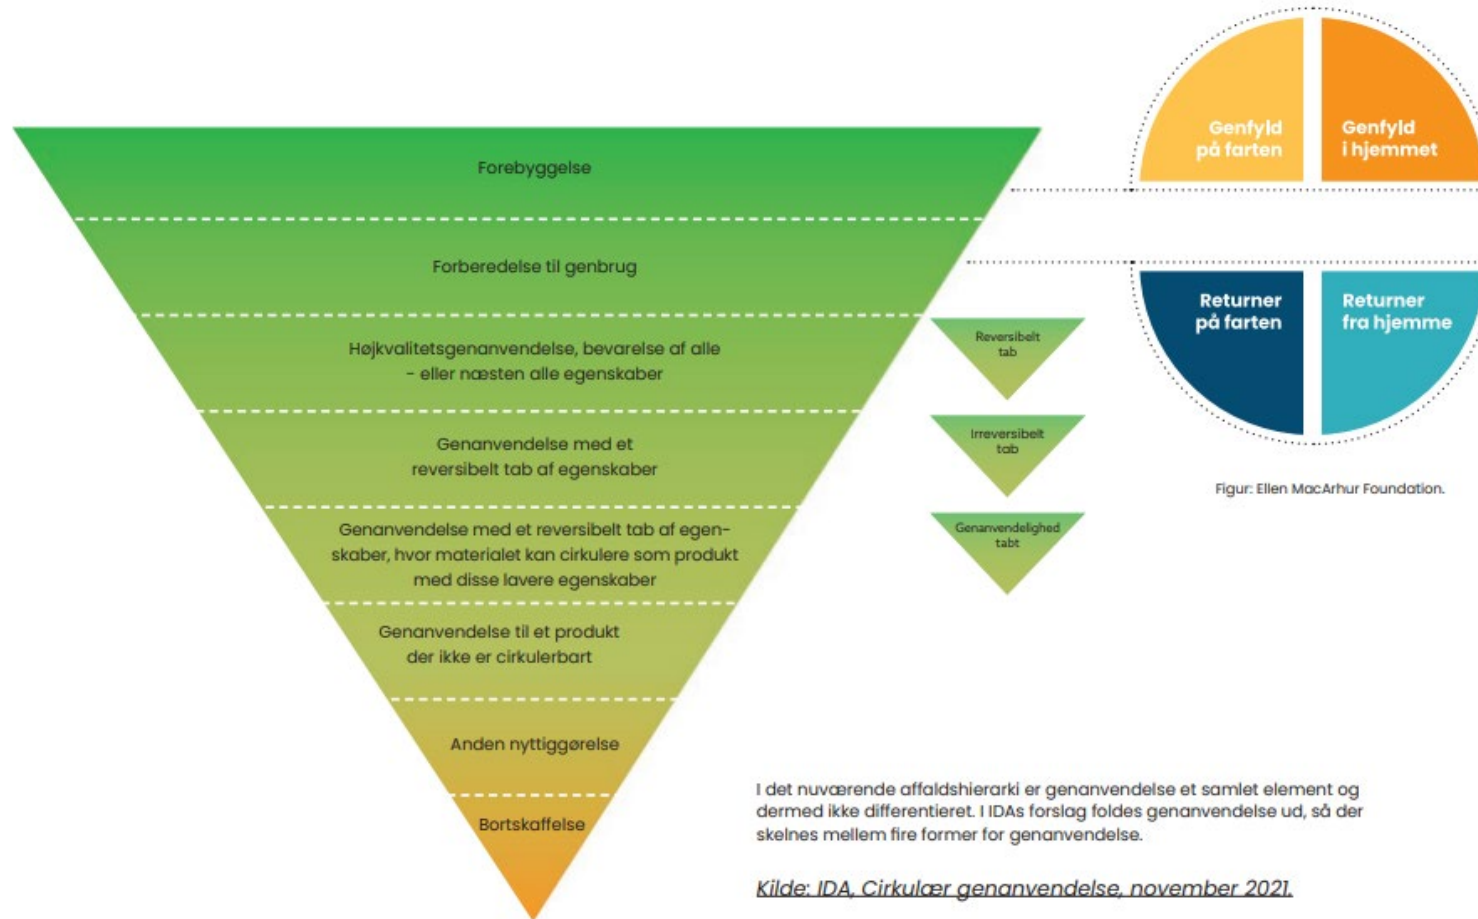 Forebyggelse
Forberedelse til genbrug
Højkvalitetsgenanvendelse, bevarelse af alle
- eller næsten alle egenskaber
Genanvendelse med et
reversibelt tab af egenskaber
Genanvendelse med et reversibelt tab af egen-
skaber, hvor materialet kan cirkulere som produkt
med disse lavere egenskaber
Genanvendelse til et produkt
der ikke er cirkulerbart
Anden nyttiggørelse
Bortskaffelse
Reversibelt
tab
Irreversibelt
tab
Genanvendelighed
tabt
Genfyld
på farten
Genfyld
i hjemmet
Returner
på farten
Returner
fra hjemme
Figur: Ellen MacArhur Foundation.
I det nuværende affaldshierarki er genanvendelse et samlet element og
dermed ikke differentieret. I IDAs forslag foldes genanvendelse ud, så der
skelnes mellem fire former for genanvendelse.
Kilde: IDA, Cirkulær genanvendelse, november 2021.